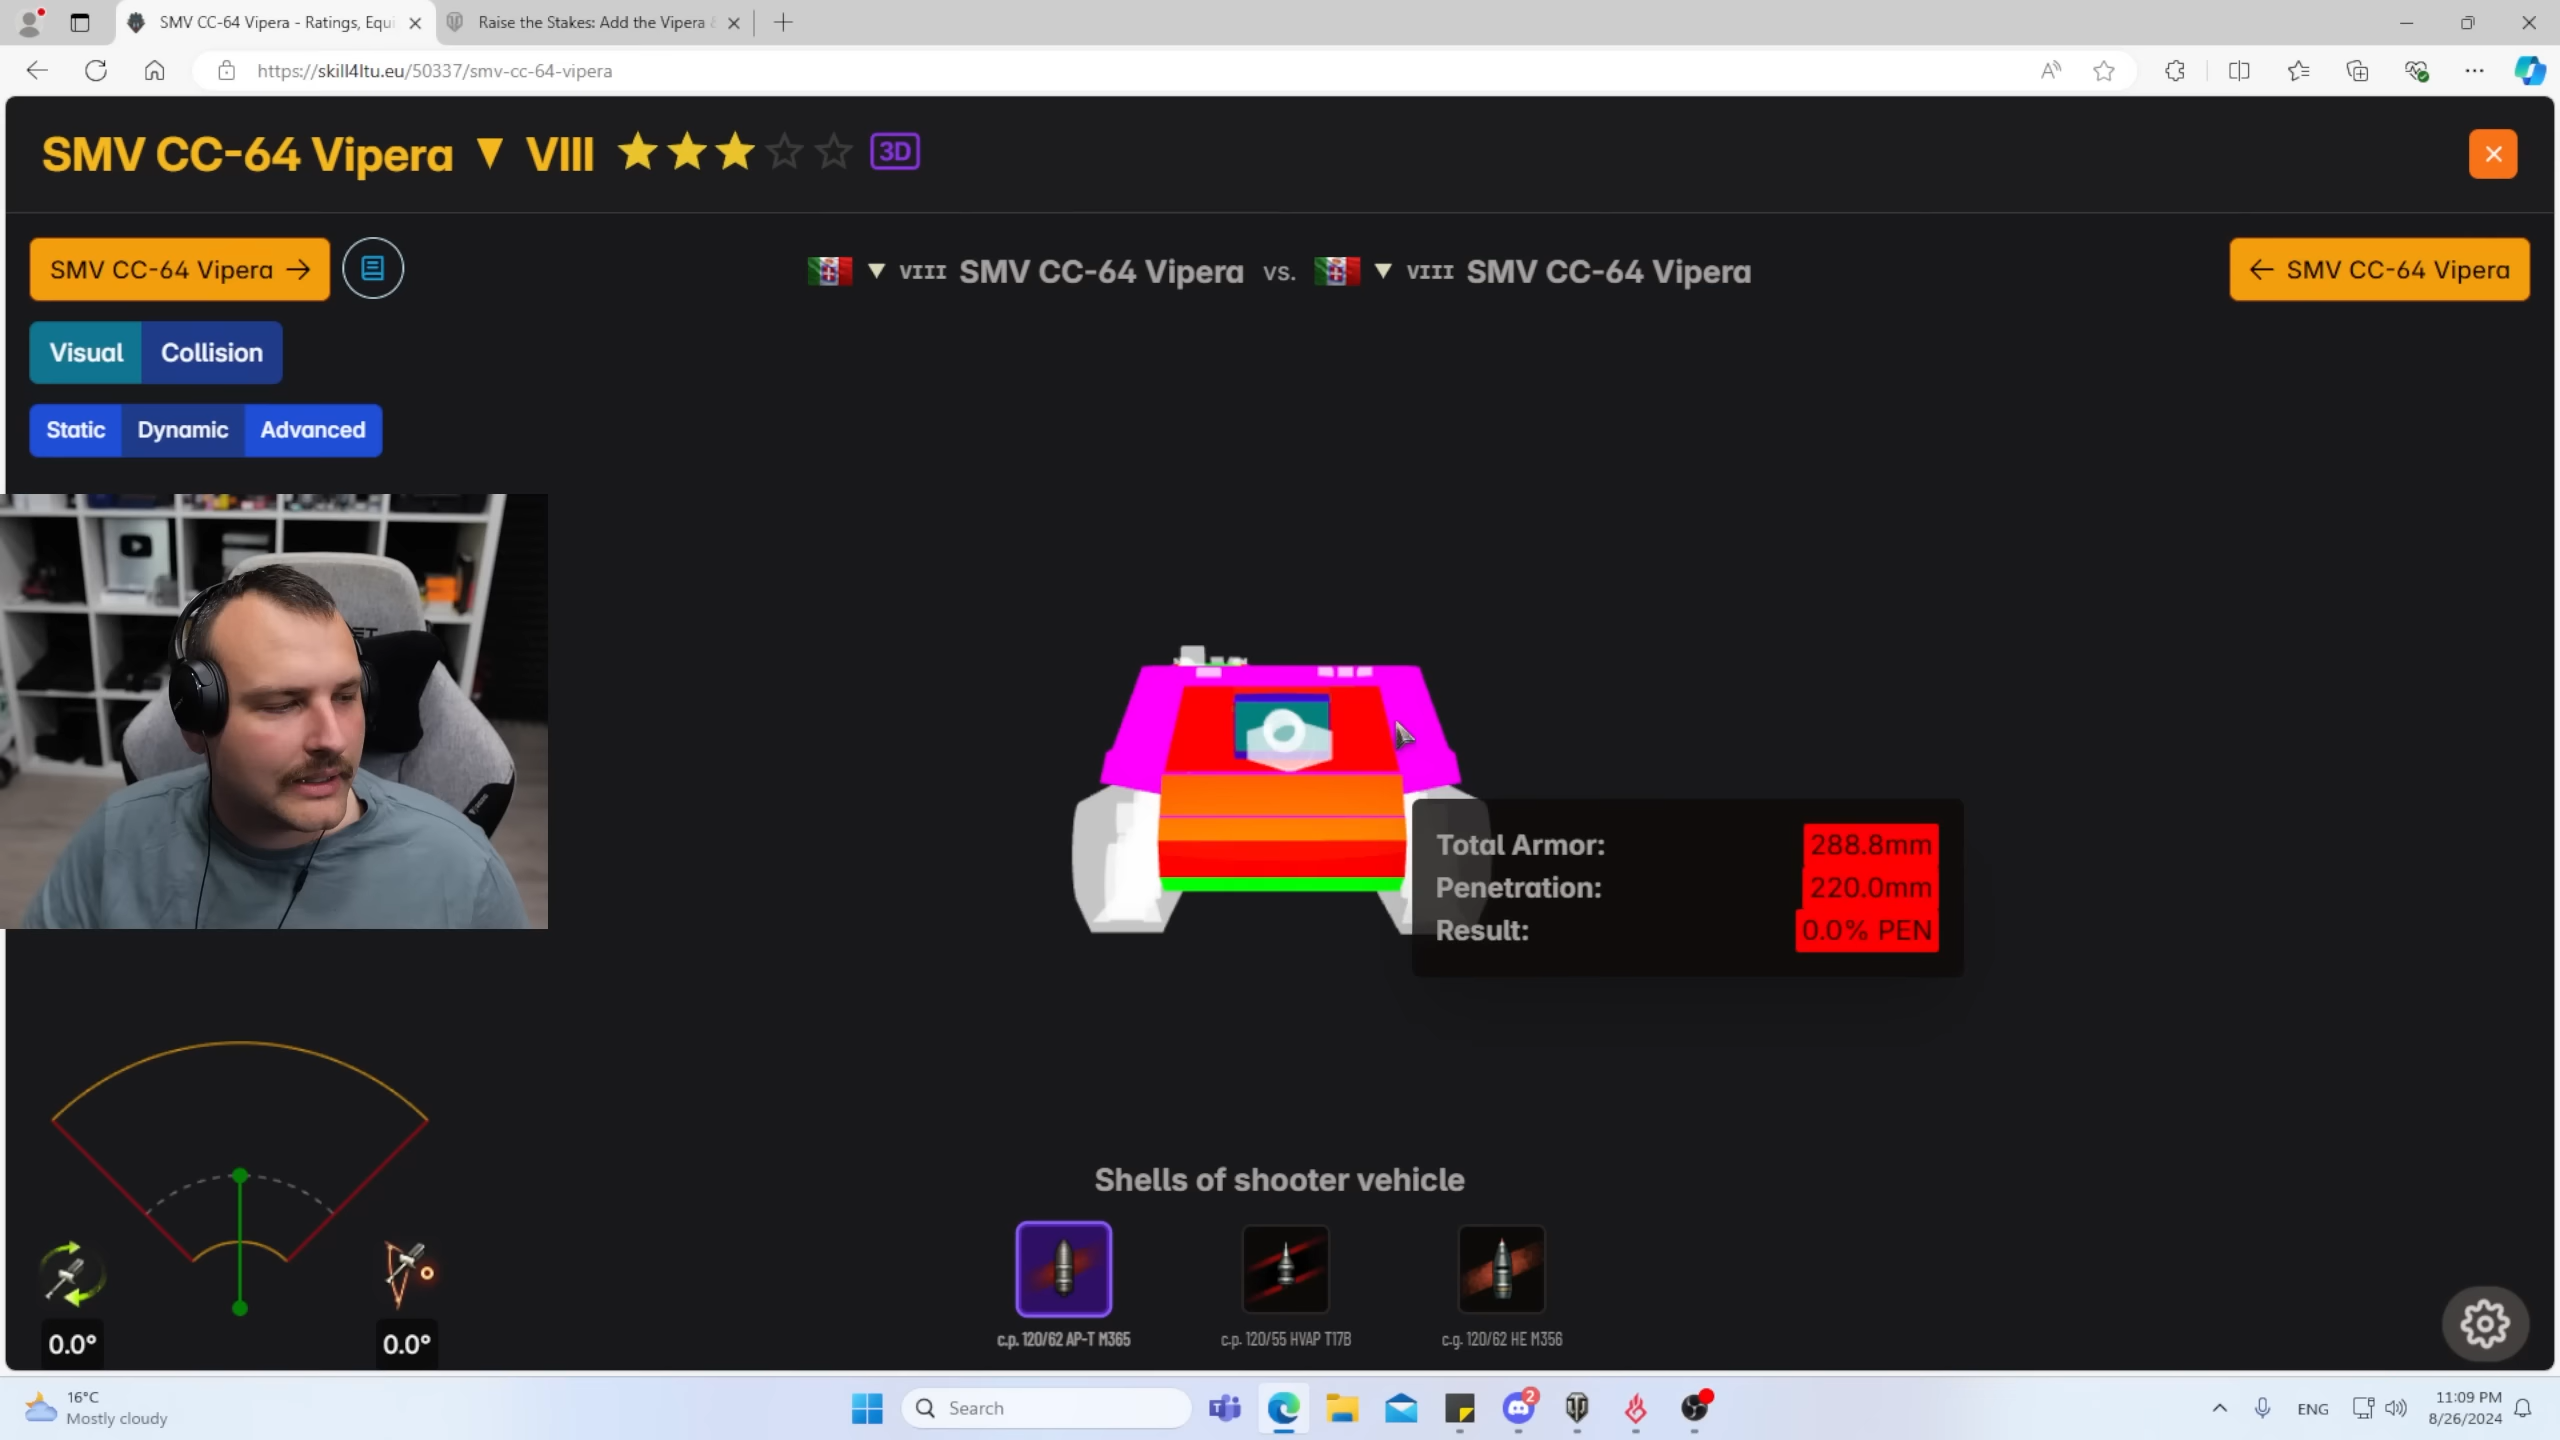 SMV CC-64 Vipera - Ratings, Equi
Raise the Stakes: Add the Vipera &
https://skill4ltu.eu/50337/smv-cc-64-vipera
SMV CC-64 Vipera ▼ VIII 3D
SMV CC-64 Vipera →
VIII SMV CC-64 Vipera vs. VIII SMV CC-64 Vipera
← SMV CC-64 Vipera
Visual Collision
Static Dynamic Advanced
Total Armor: 288.8mm
Penetration: 220.0mm
Result: 0.0% PEN
Shells of shooter vehicle
c.p. 120/62 AP-T M365
c.p. 120/55 HVAP T17B
c.g. 120/62 HE M356
0.0°
0.0°
16°C
Mostly cloudy
Search
2
ENG
11:09 PM
8/26/2024